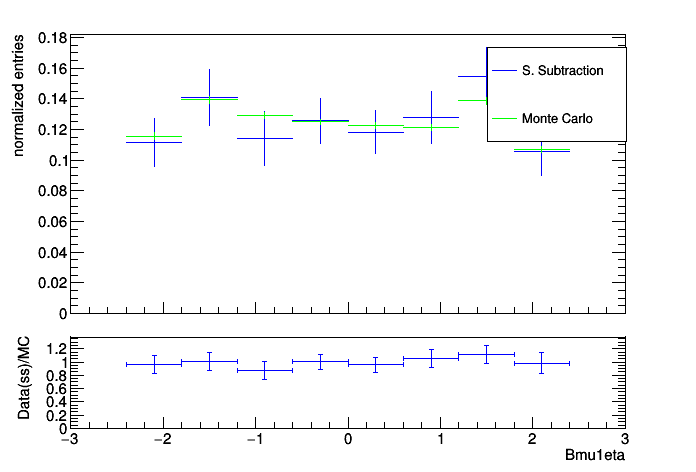 normalized entries
0.18
0.16
0.14
0.12
0.1
0.08
0.06
0.04
0.02
0
S. Subtraction
Monte Carlo
Data(ss)/MC
1.2
1
0.8
0.6
0.4
0.2
0
−3 −2 −1 0 1 2 3
Bmu1eta